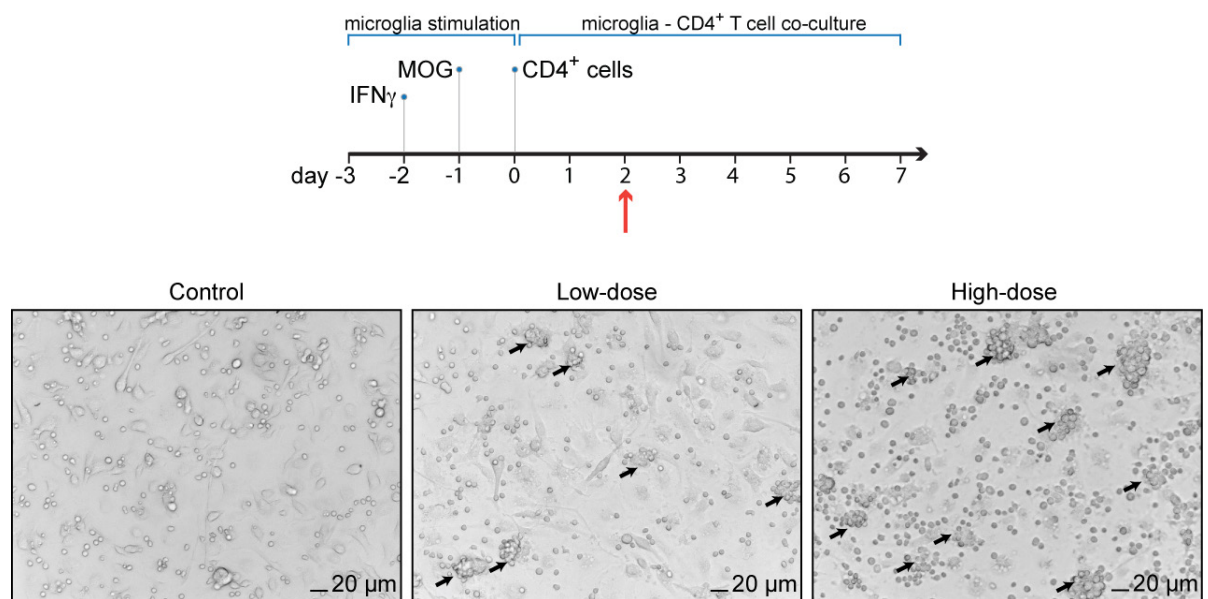 microglia stimulation
microglia - CD4⁺ T cell co-culture
MOG
CD4⁺ cells
IFNγ
day -3 -2 -1 0 1 2 3 4 5 6 7
Control
Low-dose
High-dose
20 µm
20 µm
20 µm